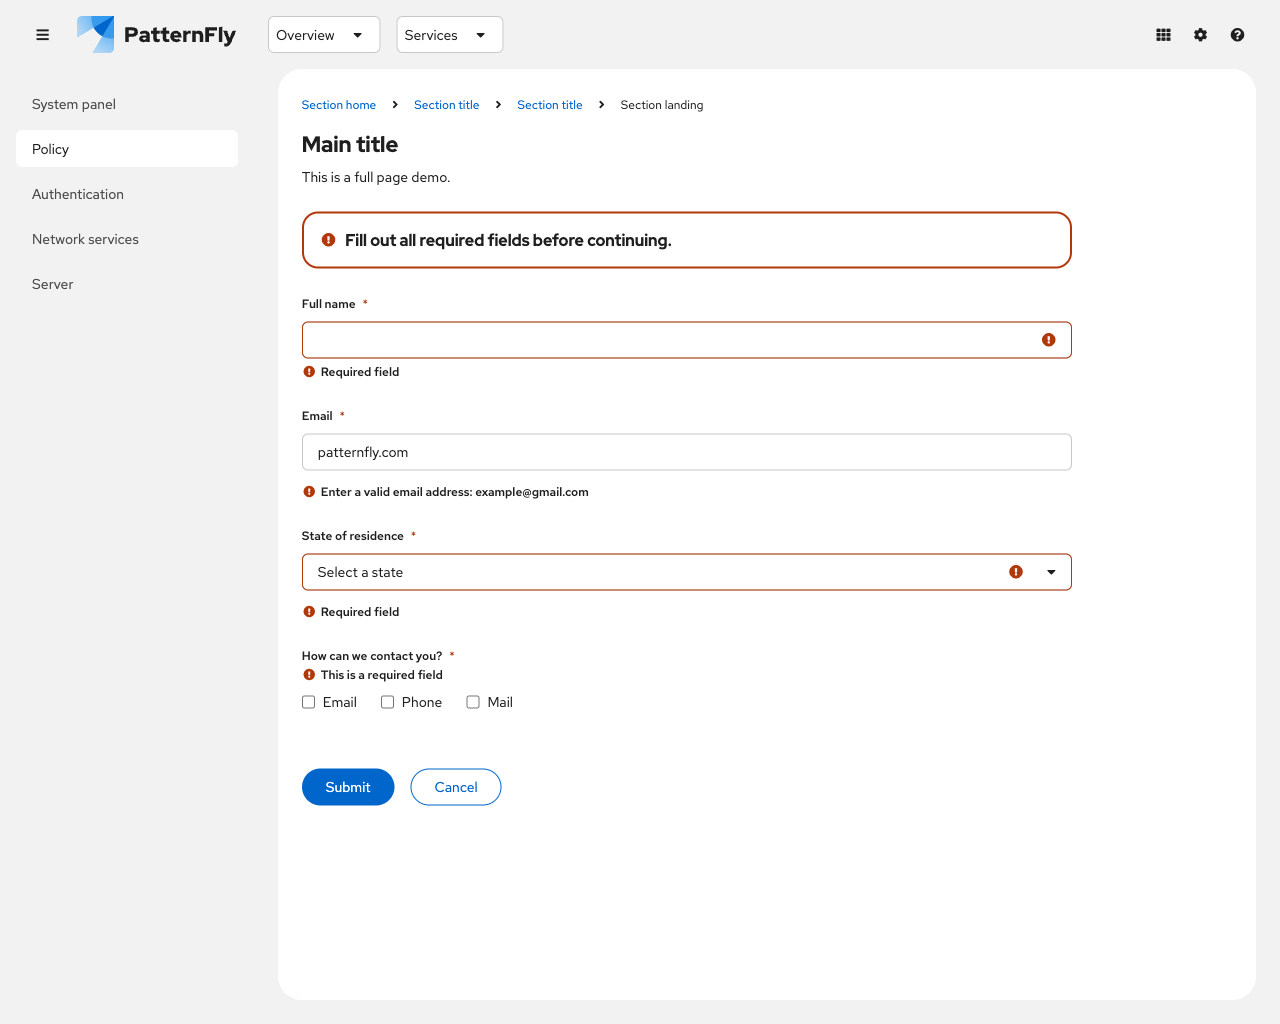 PatternFly
Overview
Services
System panel
Policy
Authentication
Network services
Server
Section home
Section title
Section title
Section landing
Main title
This is a full page demo.
Fill out all required fields before continuing.
Full name *
Required field
Email *
patternfly.com
Enter a valid email address: example@gmail.com
State of residence *
Select a state
Required field
How can we contact you? *
This is a required field
Email
Phone
Mail
Submit
Cancel